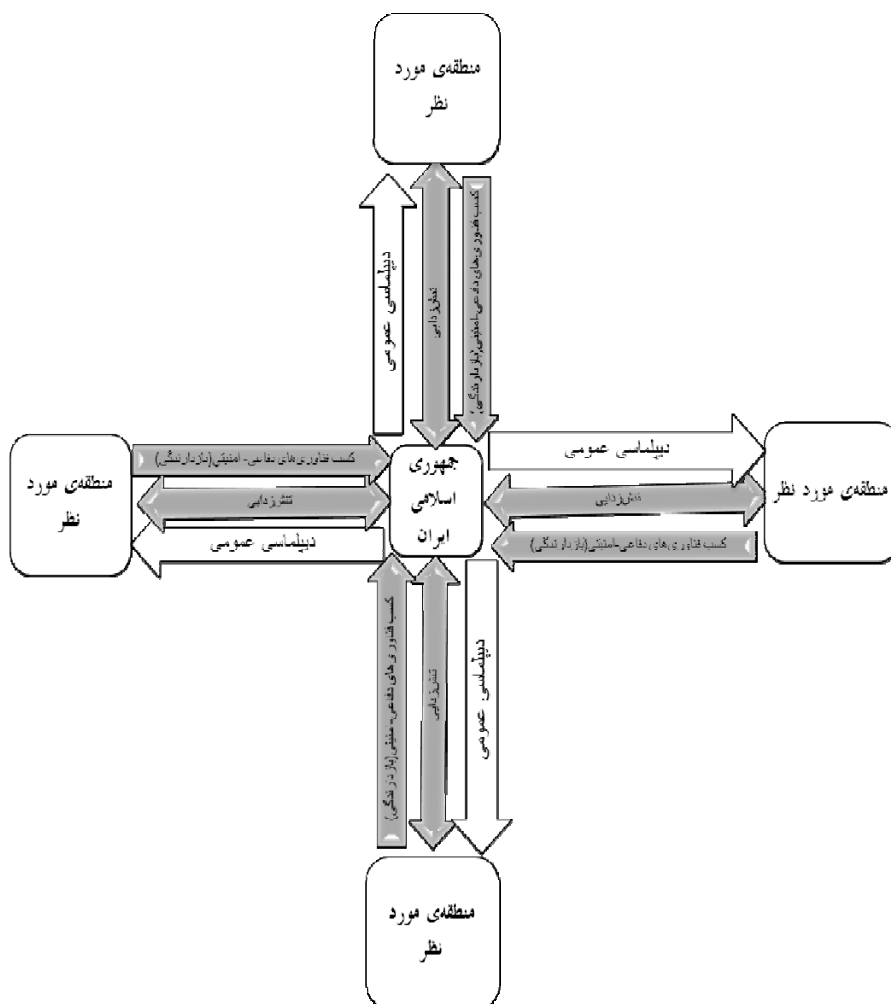 منطقه‌ی مورد
نظر
دیپلماسی عمومی
تنش‌زدایی
کسب فناوری‌های دفاعی-امنیتی(بازدارندگی)
منطقه‌ی مورد
نظر
کسب فناوری‌های دفاعی- امنیتی(بازدارندگی)
تنش‌زدایی
دیپلماسی عمومی
جمهوری
اسلامی
ایران
دیپلماسی عمومی
تنش‌زدایی
کسب فناوری‌های دفاعی-امنیتی(بازدارندگی)
منطقه‌ی مورد نظر
کسب فناوری‌های دفاعی-امنیتی(بازدارندگی)
تنش‌زدایی
دیپلماسی عمومی
منطقه‌ی مورد
نظر